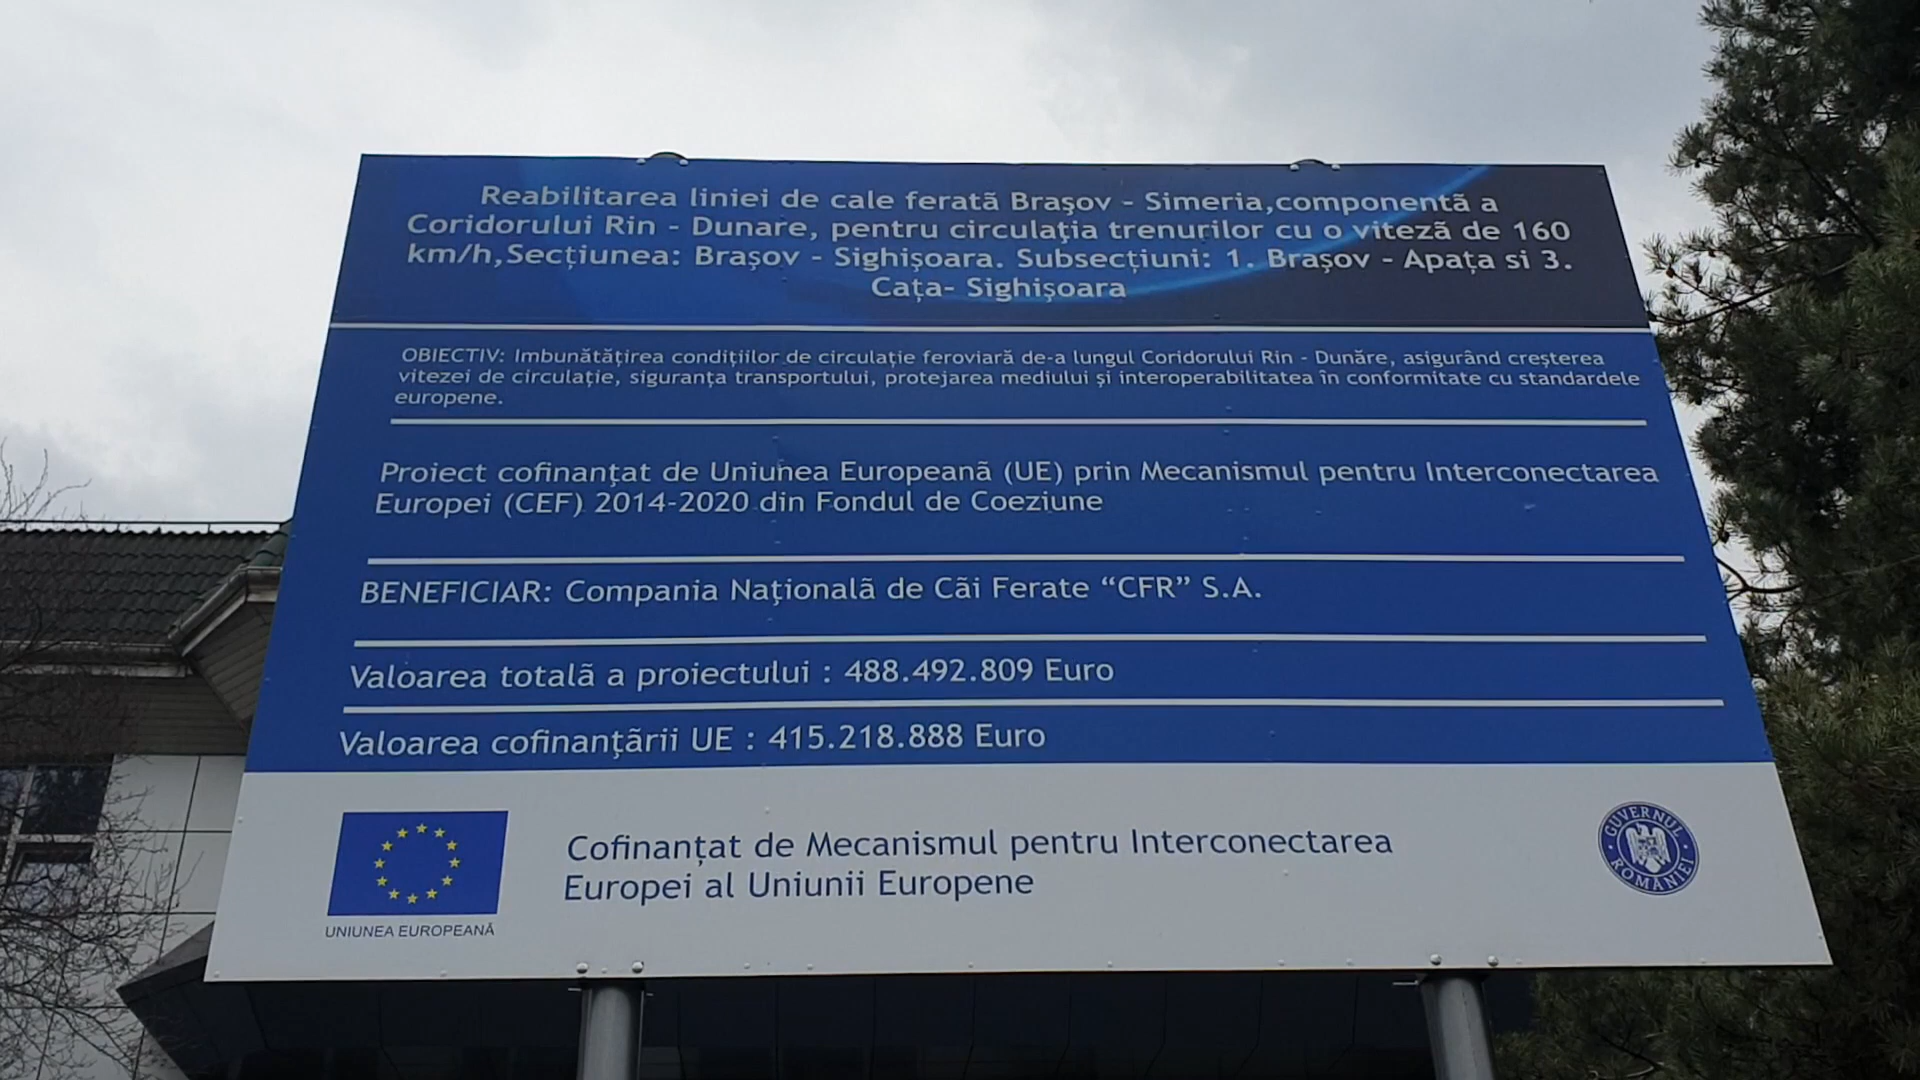 Reabilitarea liniei de cale ferată Braşov - Simeria,componentă a
Coridorului Rin - Dunare, pentru circulaţia trenurilor cu o viteză de 160
km/h,Secţiunea: Braşov - Sighişoara. Subsecţiuni: 1. Braşov - Apaţa si 3.
Caţa- Sighişoara
OBIECTIV: Imbunătăţirea condiţiilor de circulaţie feroviară de-a lungul Coridorului Rin - Dunăre, asigurând creşterea
vitezei de circulaţie, siguranţa transportului, protejarea mediului şi interoperabilitatea în conformitate cu standardele
europene.
Proiect cofinanţat de Uniunea Europeană (UE) prin Mecanismul pentru Interconectarea
Europei (CEF) 2014-2020 din Fondul de Coeziune
BENEFICIAR: Compania Naţională de Căi Ferate “CFR” S.A.
Valoarea totală a proiectului : 488.492.809 Euro
Valoarea cofinanţării UE : 415.218.888 Euro
Cofinanţat de Mecanismul pentru Interconectarea
Europei al Uniunii Europene
UNIUNEA EUROPEANĂ
GUVERNUL ROMÂNIEI